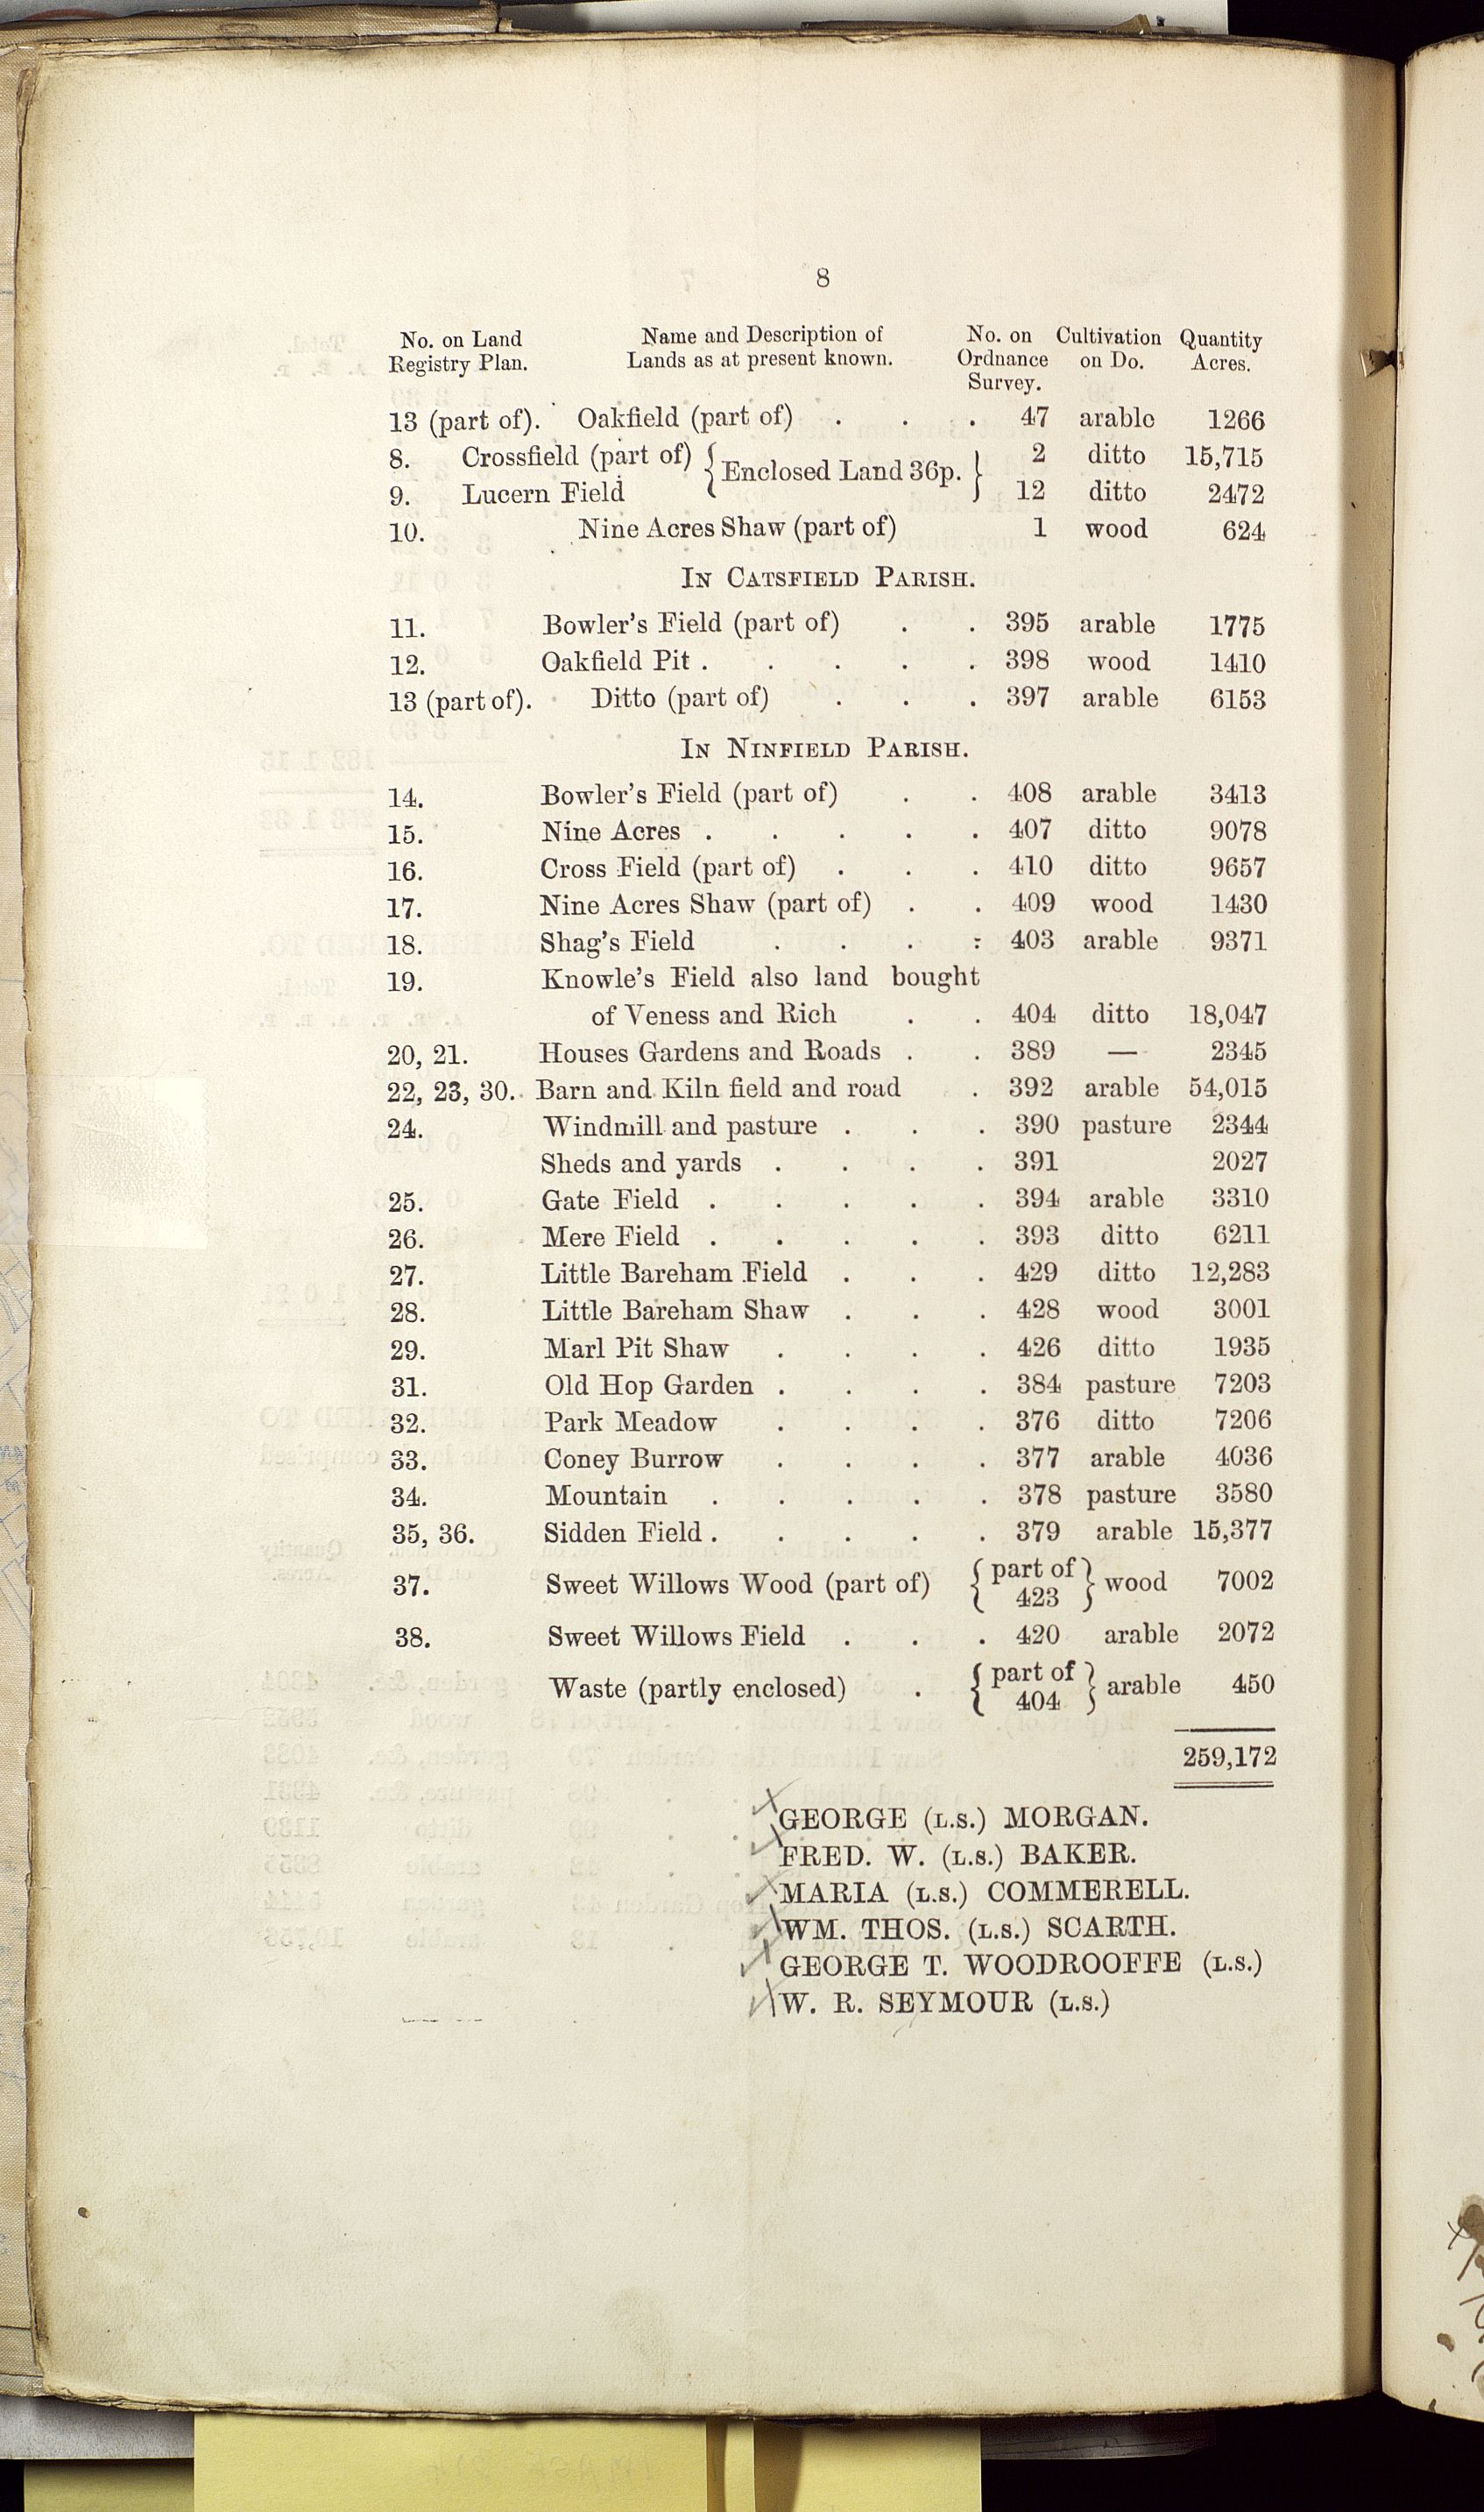 8
No. on Land Registry Plan. Name and Description of Lands as at present known. No. on Ordnance Survey. Cultivation on Do. Quantity Acres.
13 (part of). Oakfield (part of) . . . 47 arable 1266
8. Crossfield (part of) { Enclosed Land 36p. } 2 ditto 15,715
9. Lucern Field 12 ditto 2472
10. Nine Acres Shaw (part of) 1 wood 624
IN CATSFIELD PARISH.
11. Bowler's Field (part of) . . 395 arable 1775
12. Oakfield Pit . . . . . 398 wood 1410
13 (part of). Ditto (part of) . . . 397 arable 6153
IN NINFIELD PARISH.
14. Bowler's Field (part of) . . 408 arable 3413
15. Nine Acres . . . . . 407 ditto 9078
16. Cross Field (part of) . . . 410 ditto 9657
17. Nine Acres Shaw (part of) . . 409 wood 1430
18. Shag's Field . . . . 403 arable 9371
19. Knowle's Field also land bought
of Veness and Rich . . 404 ditto 18,047
20, 21. Houses Gardens and Roads . . 389 — 2345
22, 23, 30. Barn and Kiln field and road . 392 arable 54,015
24. Windmill and pasture . . . 390 pasture 2344
Sheds and yards . . . . 391 2027
25. Gate Field . . . . . 394 arable 3310
26. Mere Field . . . . . 393 ditto 6211
27. Little Bareham Field . . . 429 ditto 12,283
28. Little Bareham Shaw . . . 428 wood 3001
29. Marl Pit Shaw . . . . 426 ditto 1935
31. Old Hop Garden . . . . 384 pasture 7203
32. Park Meadow . . . . 376 ditto 7206
33. Coney Burrow . . . . 377 arable 4036
34. Mountain . . . . . 378 pasture 3580
35, 36. Sidden Field . . . . . 379 arable 15,377
37. Sweet Willows Wood (part of) { part of 423 } wood 7002
38. Sweet Willows Field . . . 420 arable 2072
Waste (partly enclosed) . { part of 404 } arable 450
259,172
GEORGE (L.S.) MORGAN.
FRED. W. (L.S.) BAKER.
MARIA (L.S.) COMMERELL.
WM. THOS. (L.S.) SCARTH.
GEORGE T. WOODROOFFE (L.S.)
W. R. SEYMOUR (L.S.)